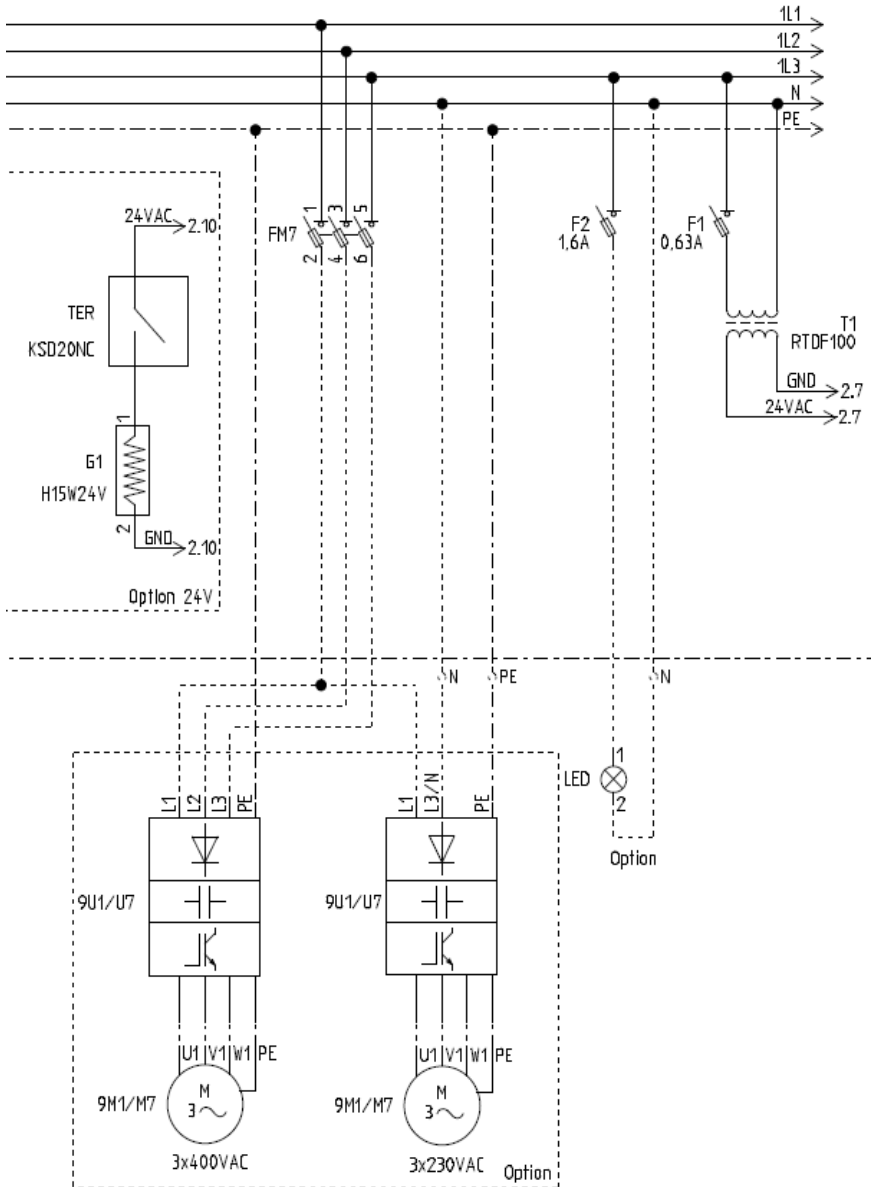 1L1
1L2
1L3
N
PE
24VAC
2.10
TER
KSD20NC
1
G1
H15W24V
2
GND
2.10
Option 24V
FM7
1
3
5
2
4
6
F2
1,6A
F1
0,63A
T1
RTDF100
GND
2.7
24VAC
2.7
N
PE
N
LED
1
2
Option
L1
L2
L3
PE
L1
L3/N
PE
9U1/U7
9U1/U7
U1
V1
W1
PE
U1
V1
W1
PE
9M1/M7
M
3
9M1/M7
M
3
3x400VAC
3x230VAC
Option